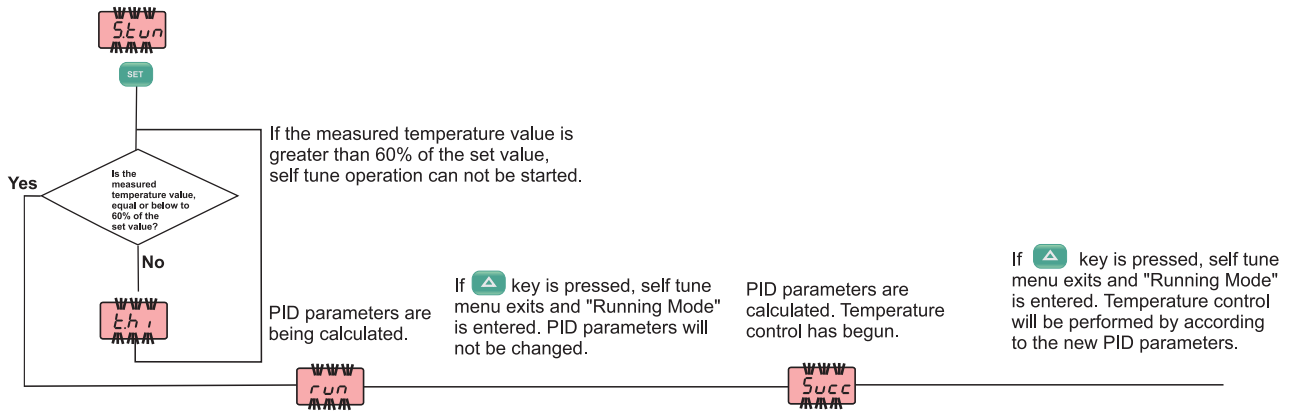 S.tun
SET
If the measured temperature value is
greater than 60% of the set value,
self tune operation can not be started.
Yes
Is the
measured
temperature value,
equal or below to
60% of the
set value?
No
t.hi
PID parameters are
being calculated.
run
If key is pressed, self tune
menu exits and "Running Mode"
is entered. PID parameters will
not be changed.
PID parameters are
calculated. Temperature
control has begun.
Succ
If key is pressed, self tune
menu exits and "Running Mode"
is entered. Temperature control
will be performed by according
to the new PID parameters.